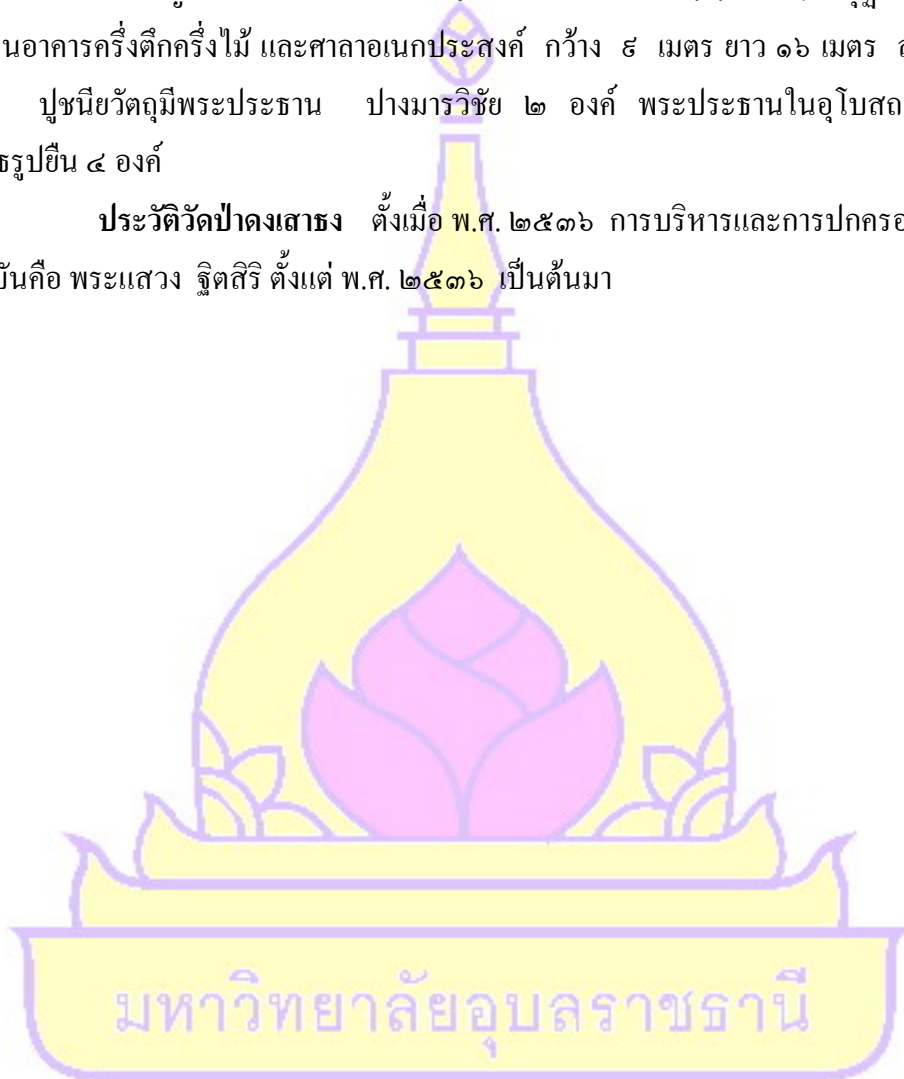 นอาคารครึ่งตึกครึ่งไม้ และศาลาอเนกประสงค์ กว้าง ๙ เมตร ยาว ๑๖ เมตร
ปูชนียวัตถุมีพระประธาน ปางมารวิชัย ๒ องค์ พระประธานในอุโบสถ
ธรูปยืน ๔ องค์
ประวัติวัดป่าดงเสาธง ตั้งเมื่อ พ.ศ. ๒๕๓๖ การบริหารและการปกครอ
บันคือ พระแสวง ฐิตสิริ ตั้งแต่ พ.ศ. ๒๕๓๖ เป็นต้นมา
มหาวิทยาลัยอุบลราชธานี